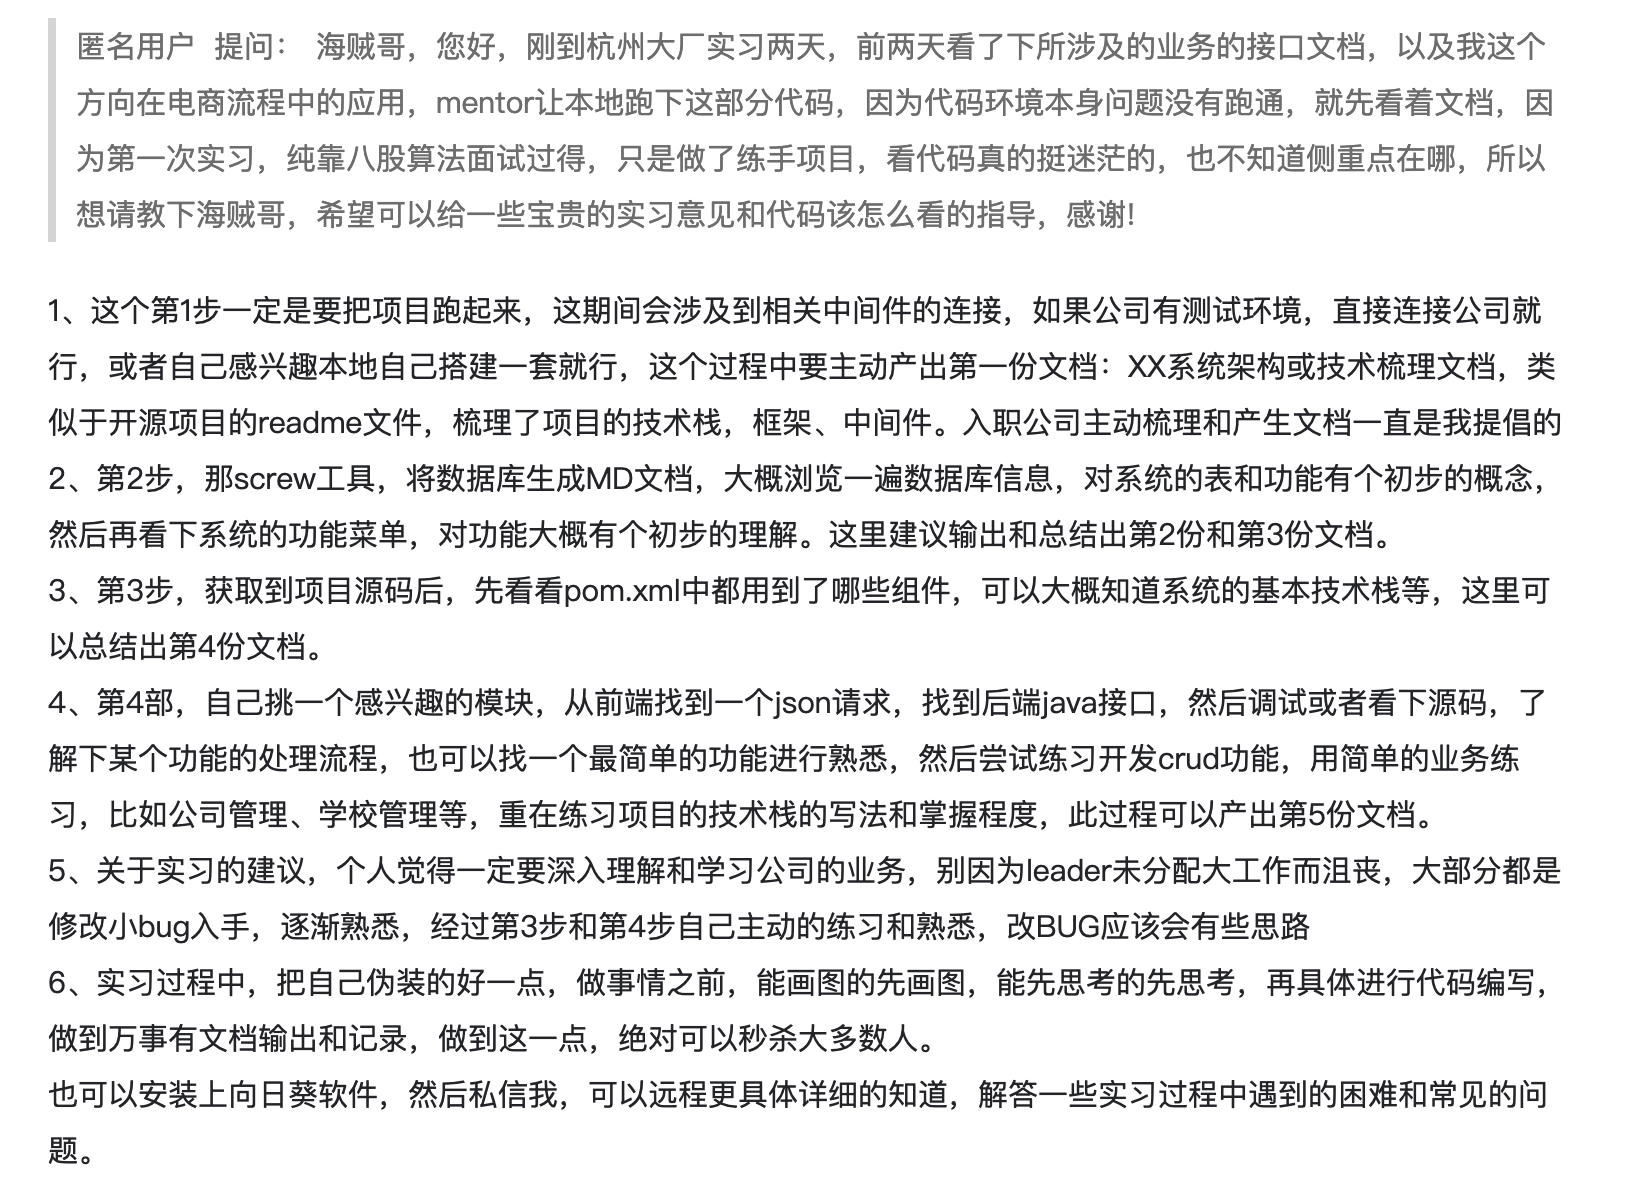 匿名用户 提问： 海贼哥，您好，刚到杭州大厂实习两天，前两天看了下所涉及的业务的接口文档，以及我这个
方向在电商流程中的应用，mentor让本地跑下这部分代码，因为代码环境本身问题没有跑通，就先看着文档，因
为第一次实习，纯靠八股算法面试过得，只是做了练手项目，看代码真的挺迷茫的，也不知道侧重点在哪，所以
想请教下海贼哥，希望可以给一些宝贵的实习意见和代码该怎么看的指导，感谢!
1、这个第1步一定是要把项目跑起来，这期间会涉及到相关中间件的连接，如果公司有测试环境，直接连接公司就
行，或者自己感兴趣本地自己搭建一套就行，这个过程中要主动产出第一份文档：XX系统架构或技术梳理文档，类
似于开源项目的readme文件，梳理了项目的技术栈，框架、中间件。入职公司主动梳理和产生文档一直是我提倡的
2、第2步，那screw工具，将数据库生成MD文档，大概浏览一遍数据库信息，对系统的表和功能有个初步的概念，
然后再看下系统的功能菜单，对功能大概有个初步的理解。这里建议输出和总结出第2份和第3份文档。
3、第3步，获取到项目源码后，先看看pom.xml中都用到了哪些组件，可以大概知道系统的基本技术栈等，这里可
以总结出第4份文档。
4、第4部，自己挑一个感兴趣的模块，从前端找到一个json请求，找到后端java接口，然后调试或者看下源码，了
解下某个功能的处理流程，也可以找一个最简单的功能进行熟悉，然后尝试练习开发crud功能，用简单的业务练
习，比如公司管理、学校管理等，重在练习项目的技术栈的写法和掌握程度，此过程可以产出第5份文档。
5、关于实习的建议，个人觉得一定要深入理解和学习公司的业务，别因为leader未分配大工作而沮丧，大部分都是
修改小bug入手，逐渐熟悉，经过第3步和第4步自己主动的练习和熟悉，改BUG应该会有些思路
6、实习过程中，把自己伪装的好一点，做事情之前，能画图的先画图，能先思考的先思考，再具体进行代码编写，
做到万事有文档输出和记录，做到这一点，绝对可以秒杀大多数人。
也可以安装上向日葵软件，然后私信我，可以远程更具体详细的知道，解答一些实习过程中遇到的困难和常见的问
题。